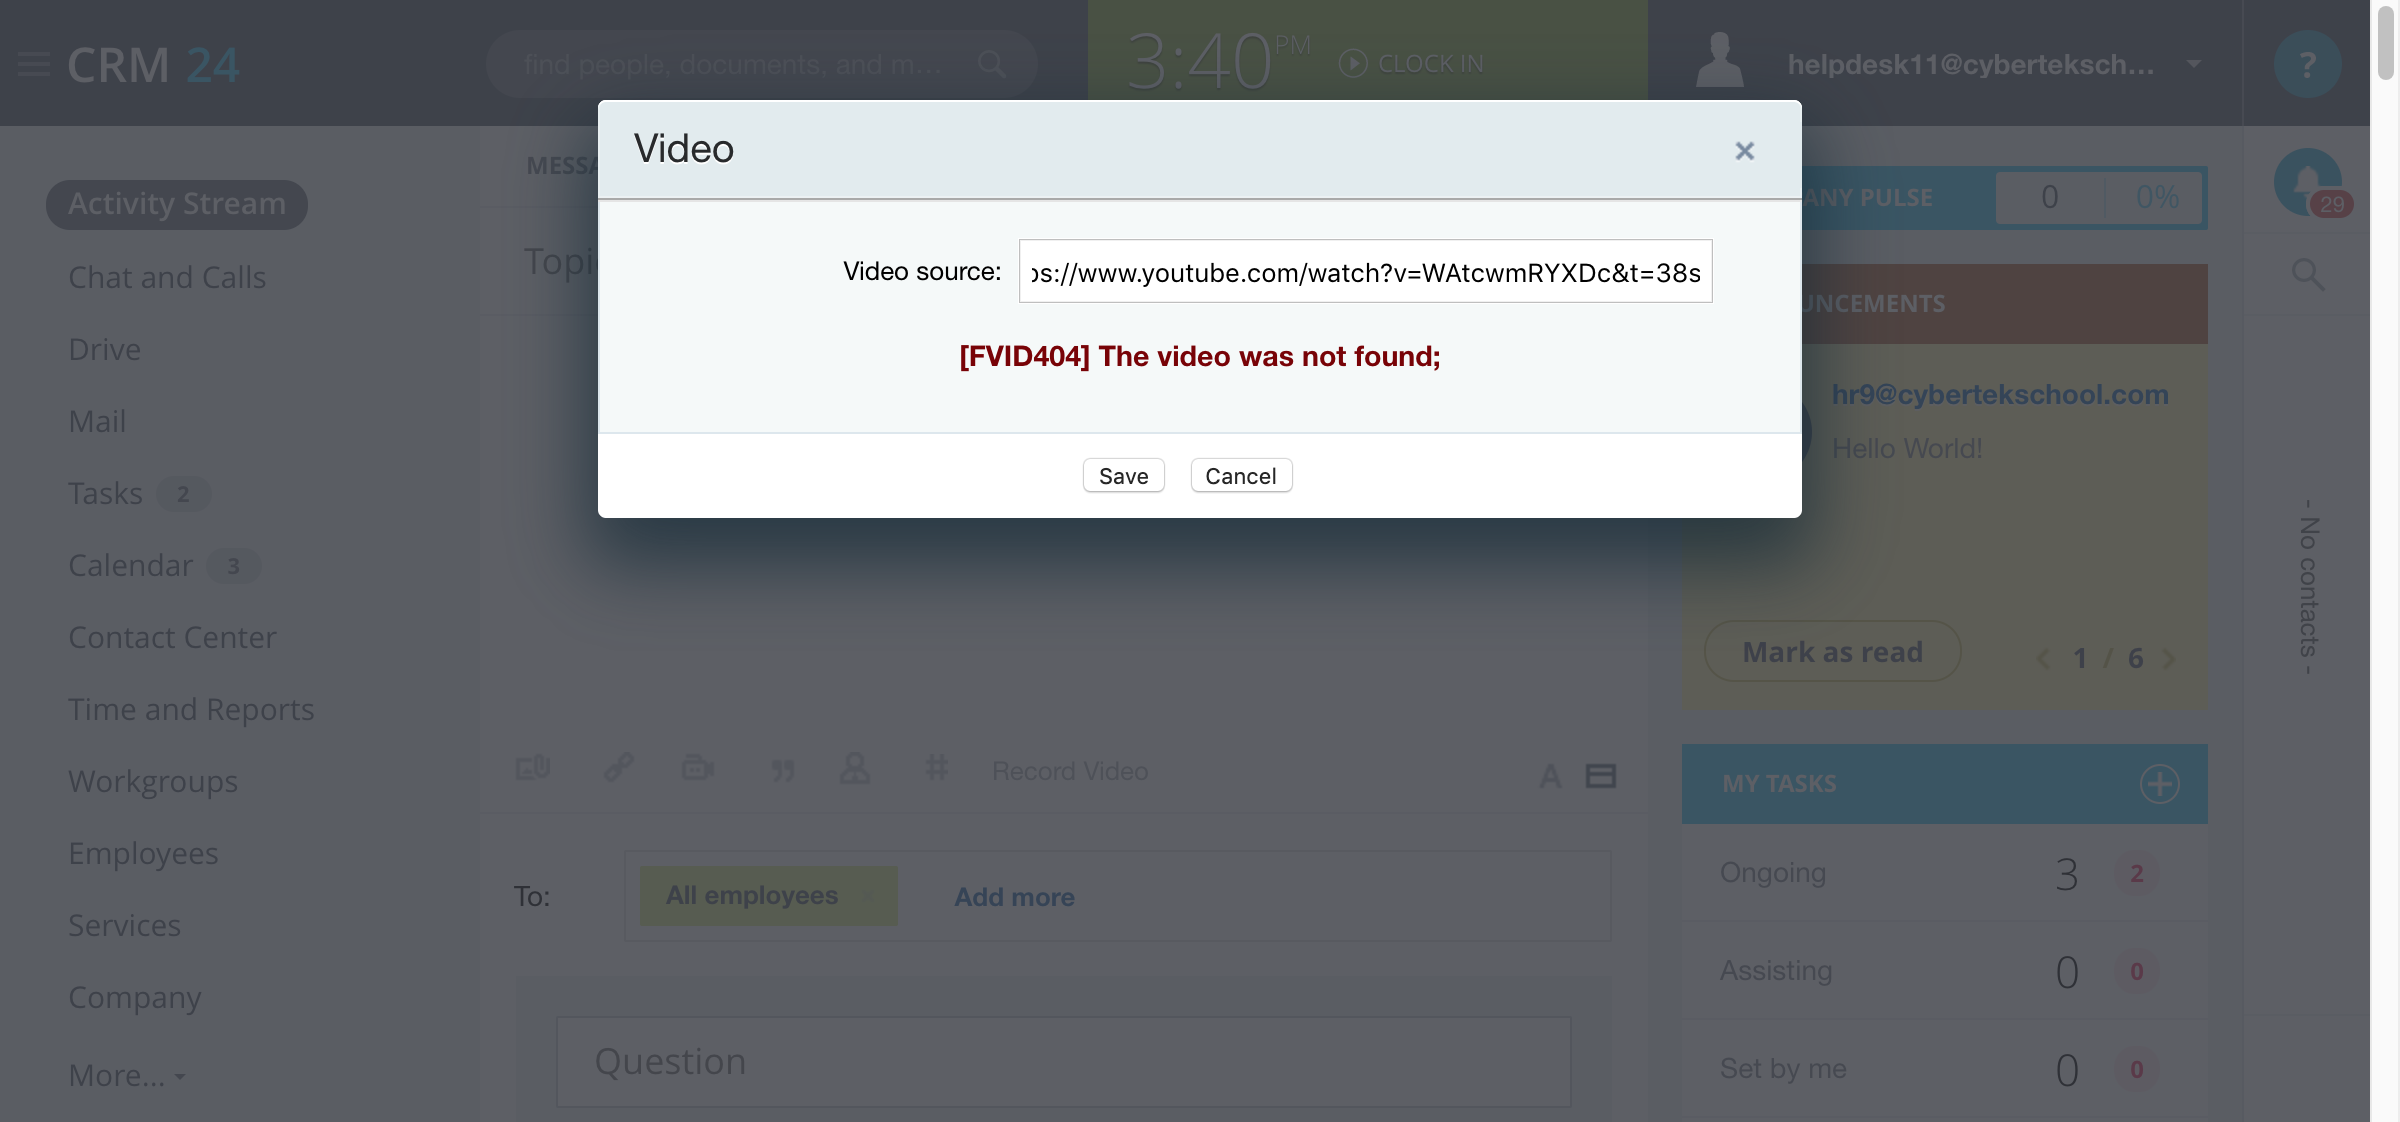 CRM 24
find people, documents, and m...
3:40 PM
CLOCK IN
helpdesk11@cyberteksch...
?
Video
Video source:
os://www.youtube.com/watch?v=WAtcwmRYXDc&t=38s
[FVID404] The video was not found;
Save
Cancel
Activity Stream
Chat and Calls
Drive
Mail
Tasks 2
Calendar 3
Contact Center
Time and Reports
Workgroups
Employees
Services
Company
More...
MESSA
Topi
Record Video
A
To:
All employees
Add more
Question
ANY PULSE
0
0%
29
UNCEMENTS
hr9@cybertekschool.com
Hello World!
Mark as read
1 / 6
MY TASKS
Ongoing 3 2
Assisting 0 0
Set by me 0 0
- No contacts -